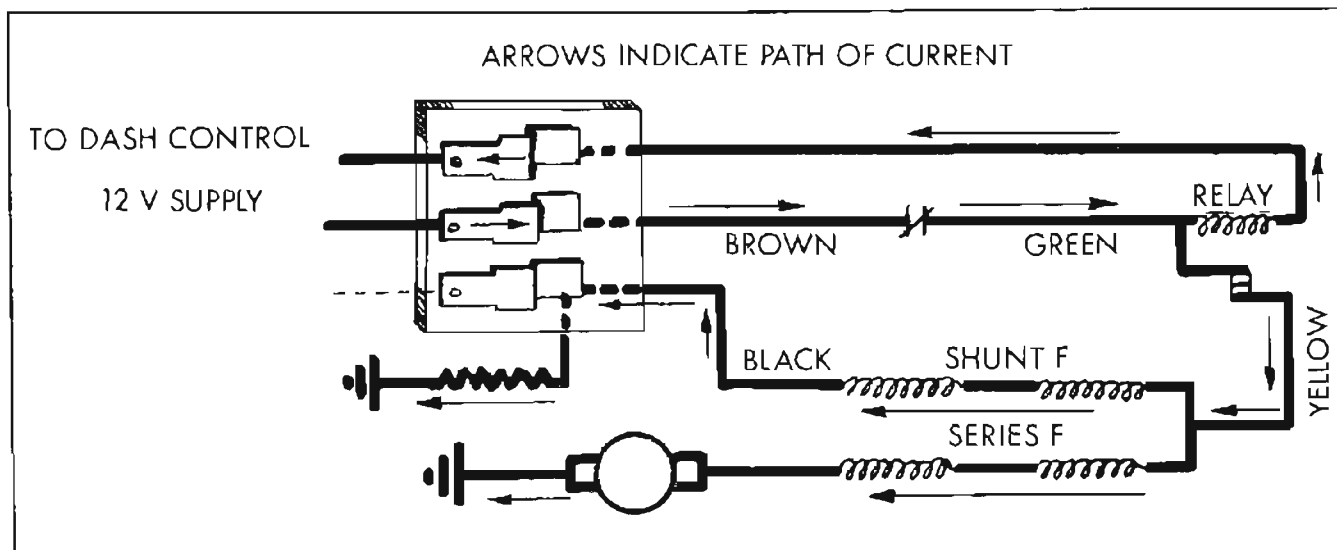 ARROWS INDICATE PATH OF CURRENT
TO DASH CONTROL
12 V SUPPLY
RELAY
BROWN
GREEN
YELLOW
BLACK
SHUNT F
SERIES F